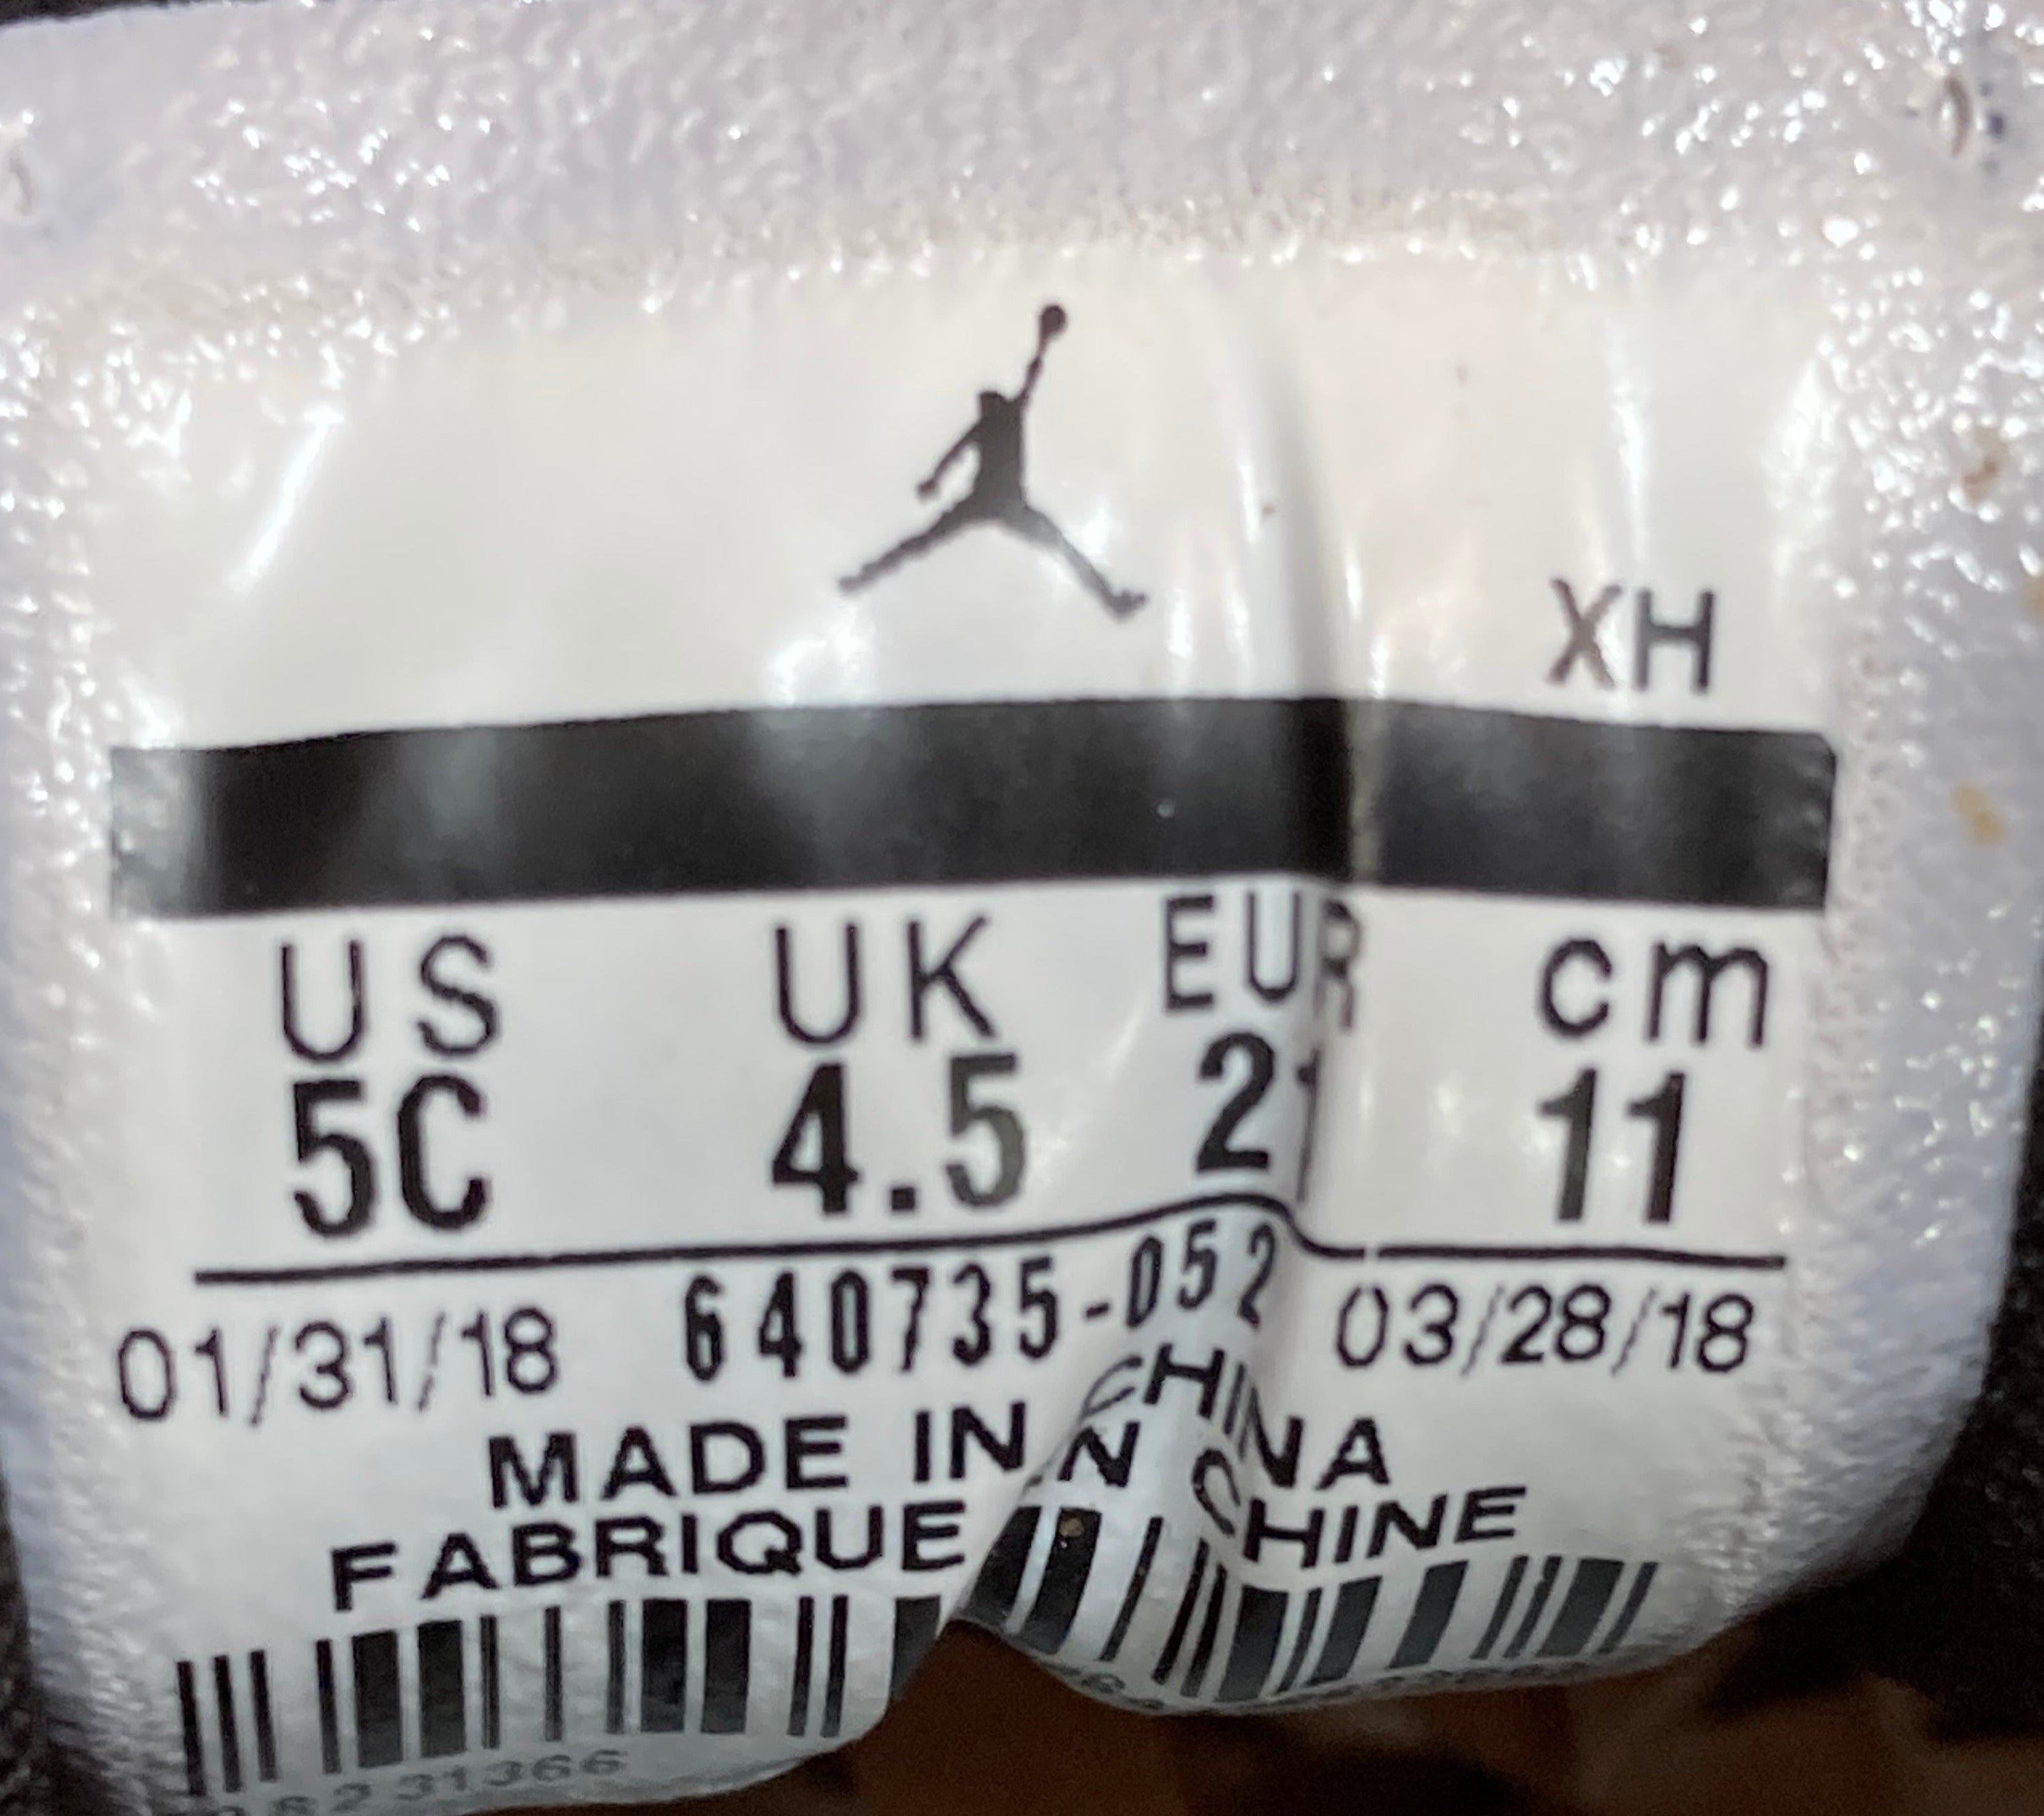 XH
US UK EUR cm
5C 4.5 21 11
01/31/18 640735-052 03/28/18
MADE IN CHINA
FABRIQUE N CHINE
8231366